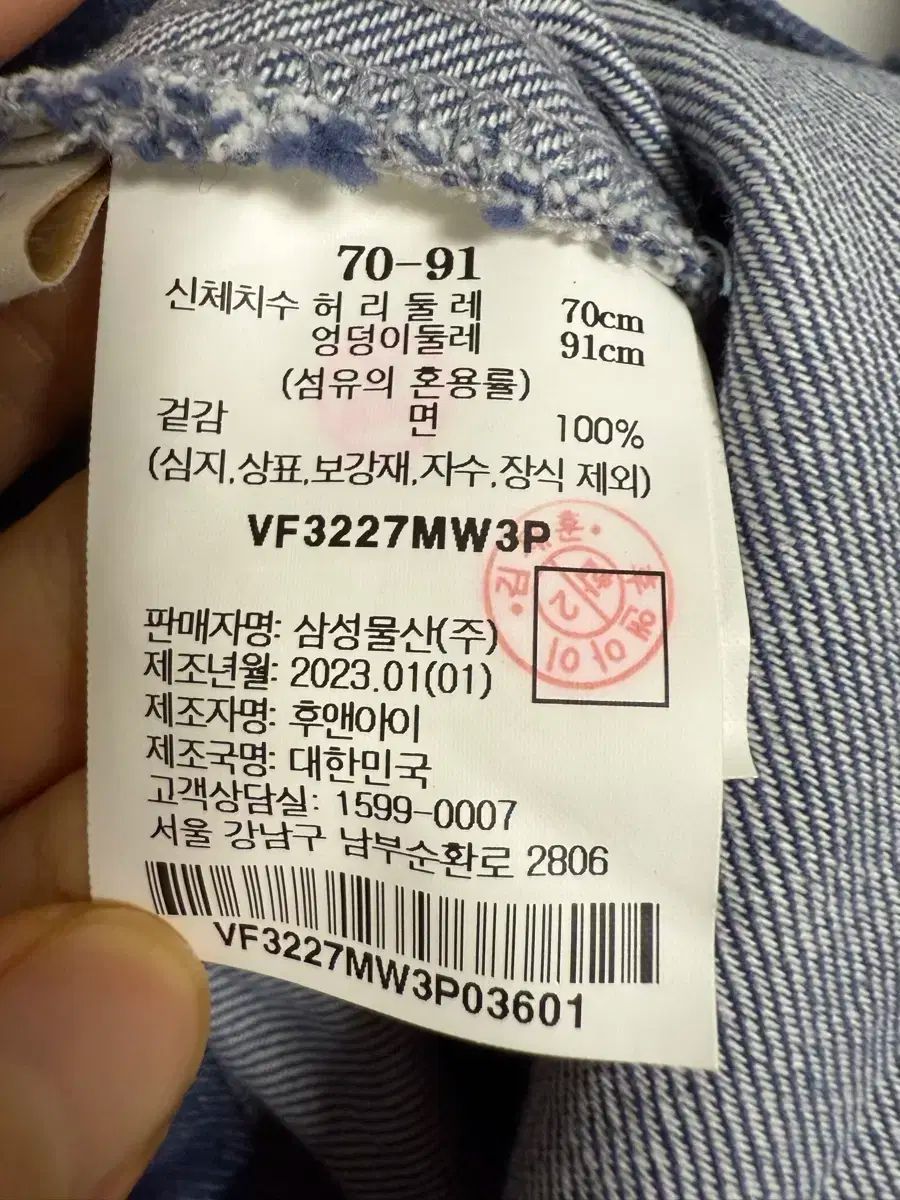 70-91
신체치수 허 리 둘 레 70cm
엉덩이둘레 91cm
(섬유의 혼용률)
겉감 면 100%
(심지,상표,보강재,자수,장식 제외)
VF3227MW3P
후앤아이
판매자명: 삼성물산(주)
제조년월: 2023.01(01)
제조자명: 후앤아이
제조국명: 대한민국
고객상담실: 1599-0007
서울 강남구 남부순환로 2806
VF3227MW3P03601